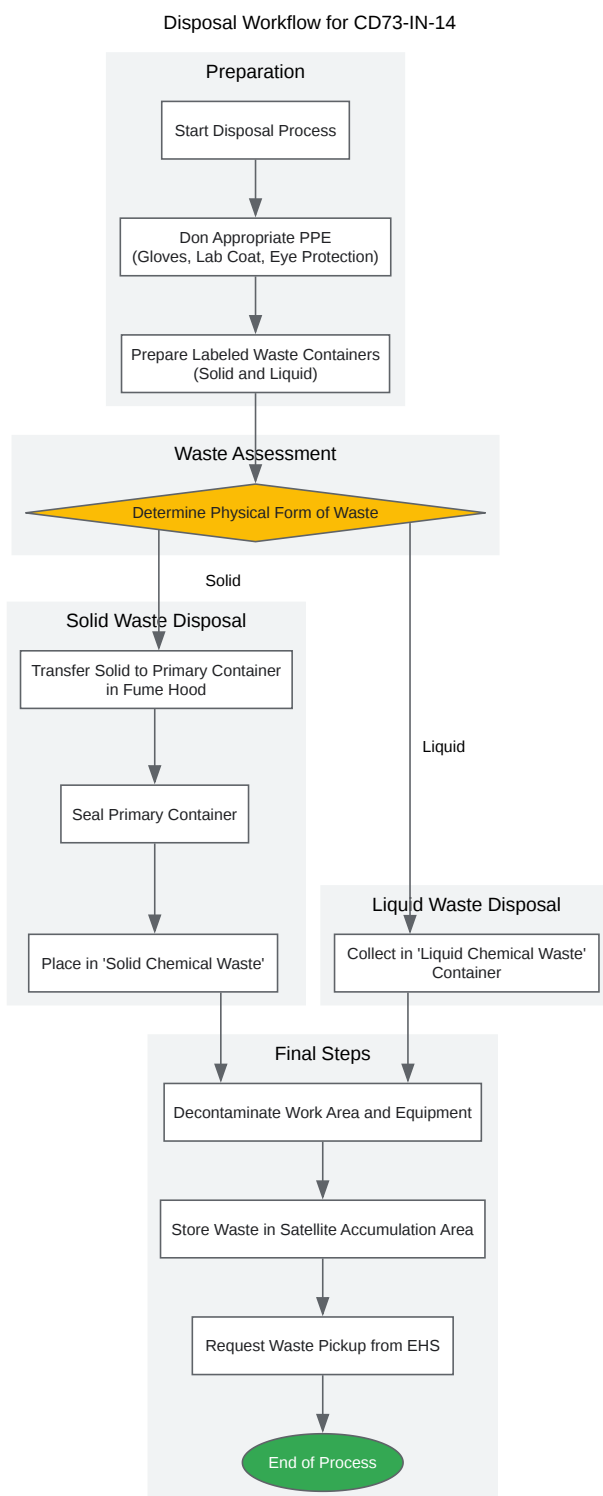 Disposal Workflow for CD73-IN-14
Preparation
Start Disposal Process
Don Appropriate PPE
(Gloves, Lab Coat, Eye Protection)
Prepare Labeled Waste Containers
(Solid and Liquid)
Waste Assessment
Determine Physical Form of Waste
Solid
Solid Waste Disposal
Transfer Solid to Primary Container
in Fume Hood
Liquid
Seal Primary Container
Liquid Waste Disposal
Place in 'Solid Chemical Waste'
Collect in 'Liquid Chemical Waste'
Container
Final Steps
Decontaminate Work Area and Equipment
Store Waste in Satellite Accumulation Area
Request Waste Pickup from EHS
End of Process